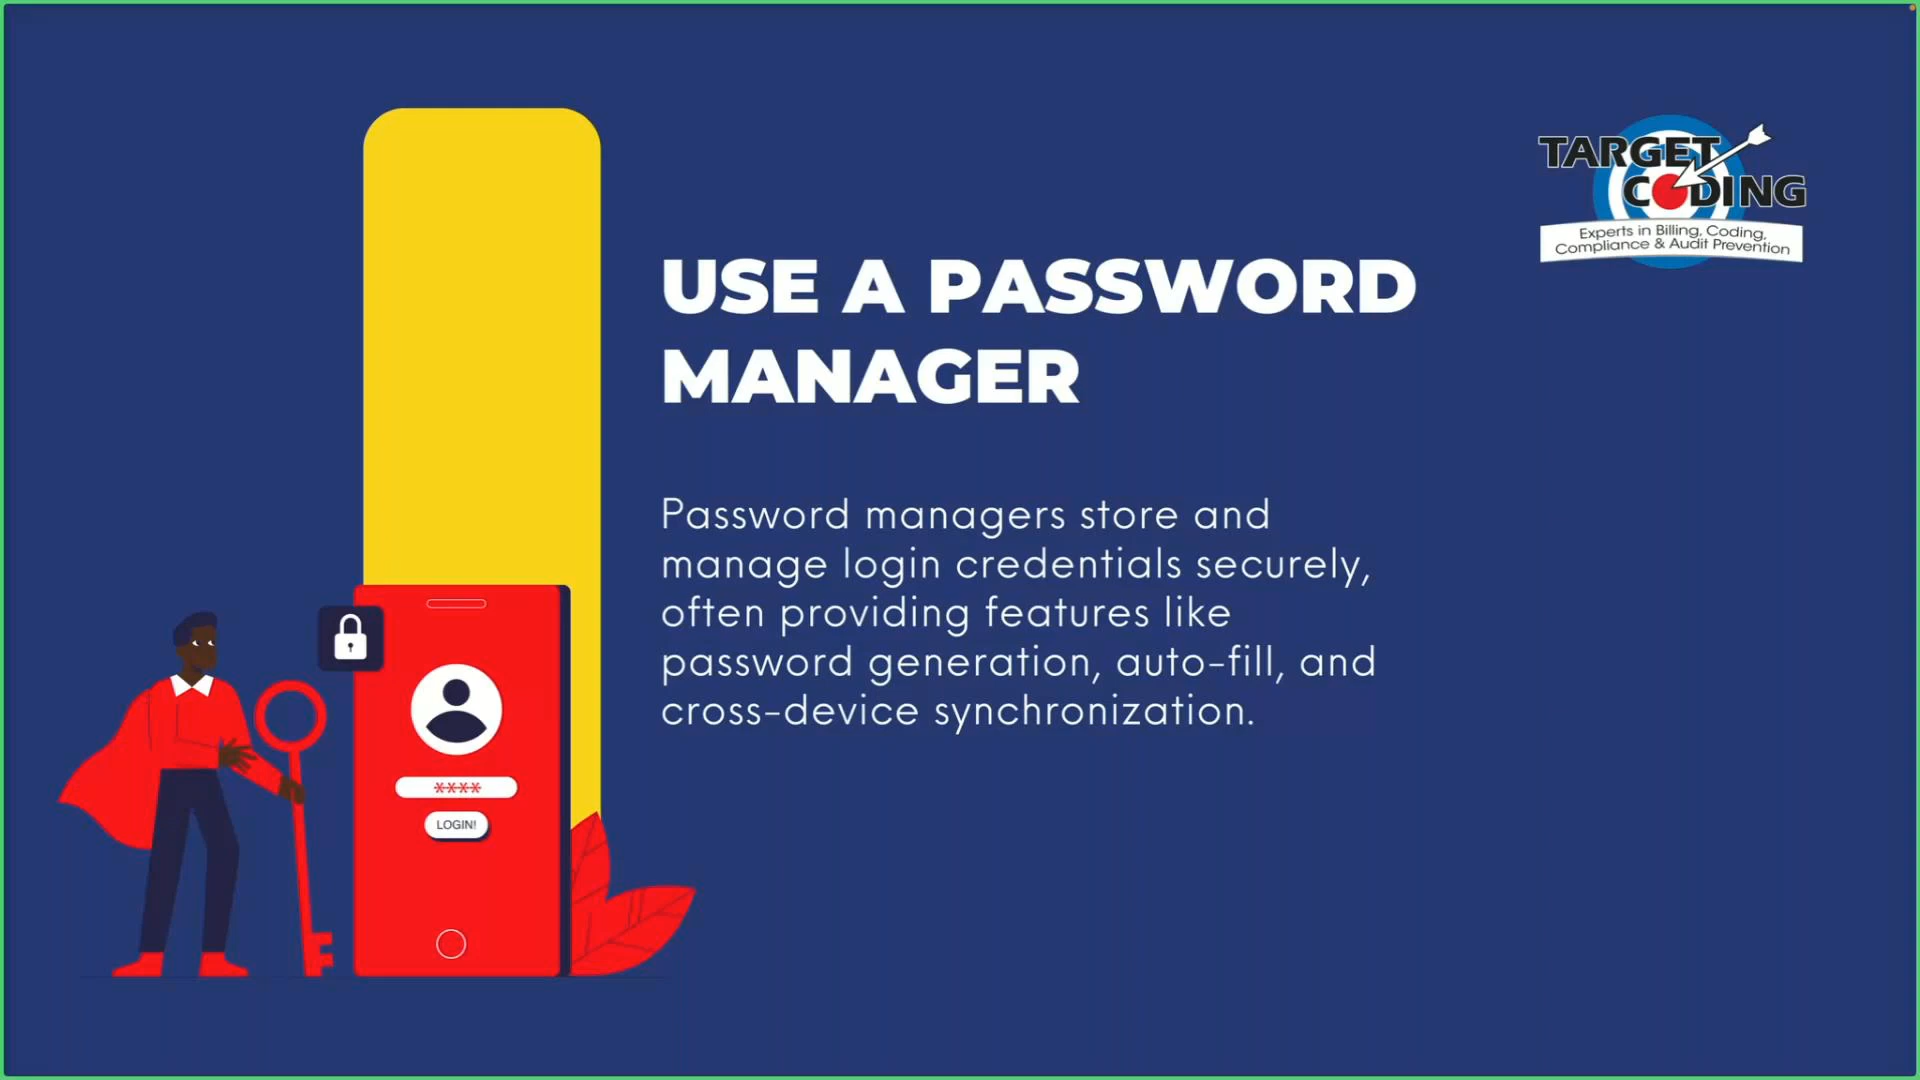 TARGET
CODING
Experts in Billing, Coding,
Compliance & Audit Prevention
USE A PASSWORD
MANAGER
Password managers store and
manage login credentials securely,
often providing features like
password generation, auto-fill, and
cross-device synchronization.
****
LOGIN!